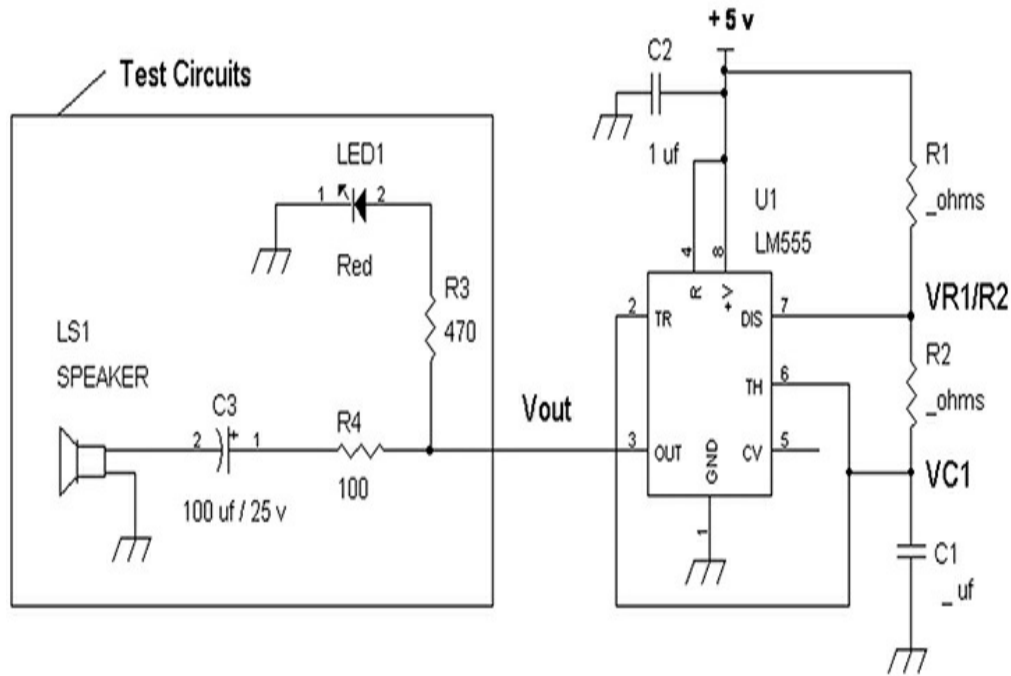 + 5 v
C2
1 uf
Test Circuits
LED1
1 2
Red
R3
470
LS1
SPEAKER
C3
2 + 1
100 uf / 25 v
R4
100
Vout
U1
LM555
4 8
R +V
2 TR DIS 7
TH 6
3 OUT CV 5
GND
1
R1
_ohms
VR1/R2
R2
_ohms
VC1
C1
_ uf